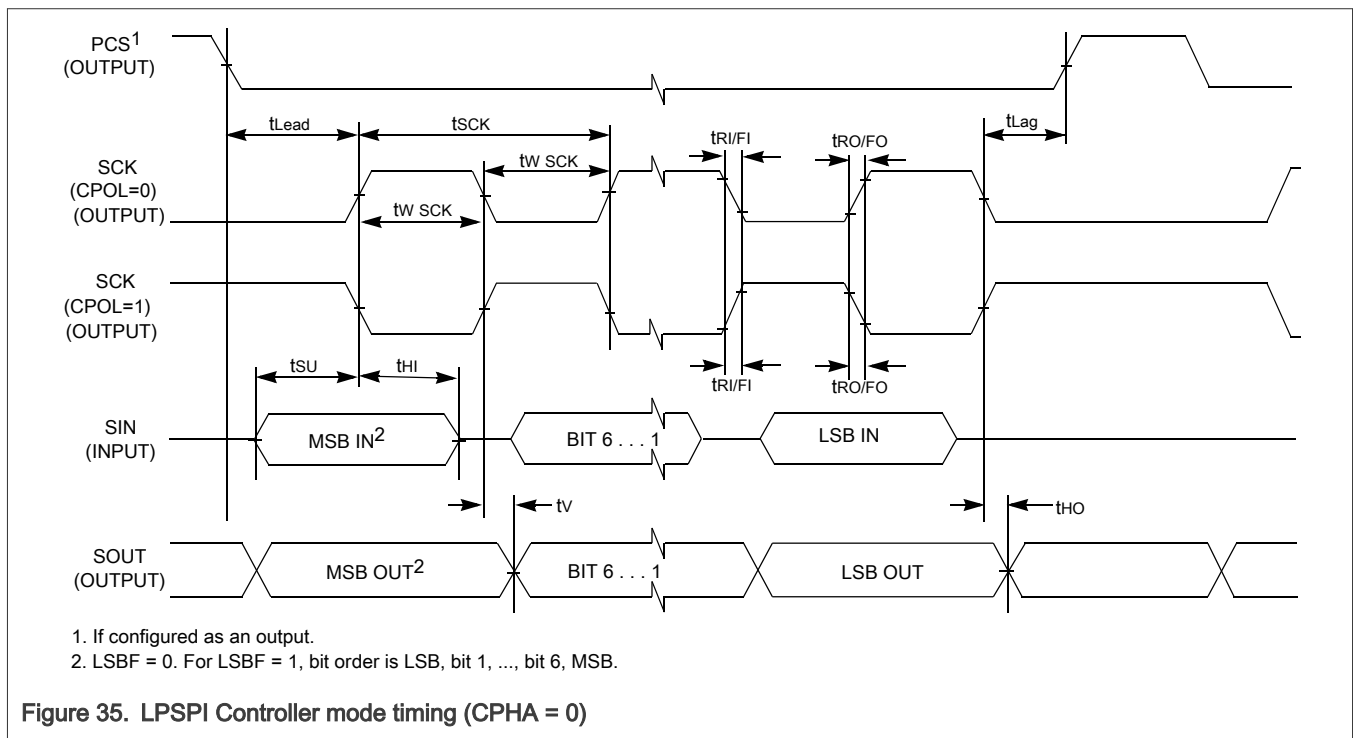 PCS1
(OUTPUT)
tLead
tSCK
tRI/FI
tRO/FO
tLag
SCK
(CPOL=0)
(OUTPUT)
tW SCK
tW SCK
SCK
(CPOL=1)
(OUTPUT)
tSU
tHI
tRI/FI
tRO/FO
SIN
(INPUT)
MSB IN2
BIT 6 . . . 1
LSB IN
tV
tHO
SOUT
(OUTPUT)
MSB OUT2
BIT 6 . . . 1
LSB OUT
1. If configured as an output.
2. LSBF = 0. For LSBF = 1, bit order is LSB, bit 1, ..., bit 6, MSB.
Figure 35. LPSPI Controller mode timing (CPHA = 0)